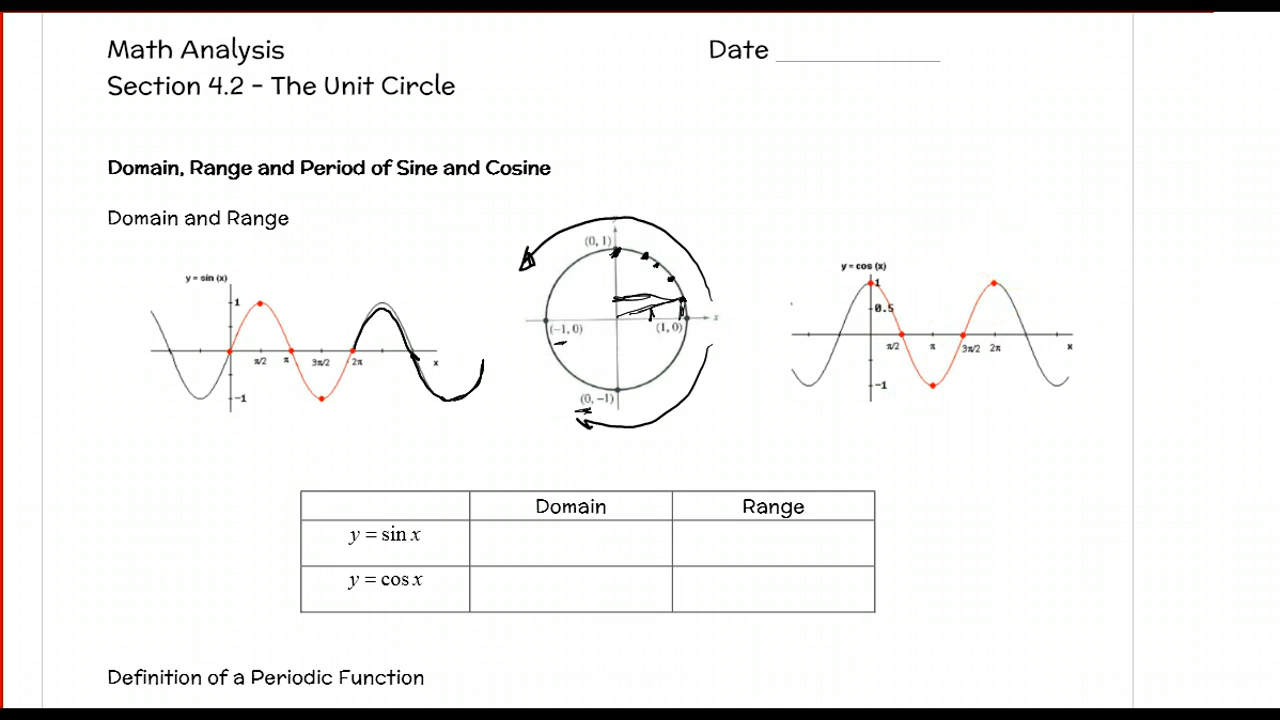 Math Analysis
Date ____________
Section 4.2 – The Unit Circle
Domain, Range and Period of Sine and Cosine
Domain and Range
y = sin (x)
1
π/2
π
3π/2
2π
x
-1
(0, 1)
(-1, 0)
(1, 0)
x
(0, -1)
y = cos (x)
1
0.5
π/2
π
3π/2
2π
x
-1
Domain
Range
y = sin x
y = cos x
Definition of a Periodic Function